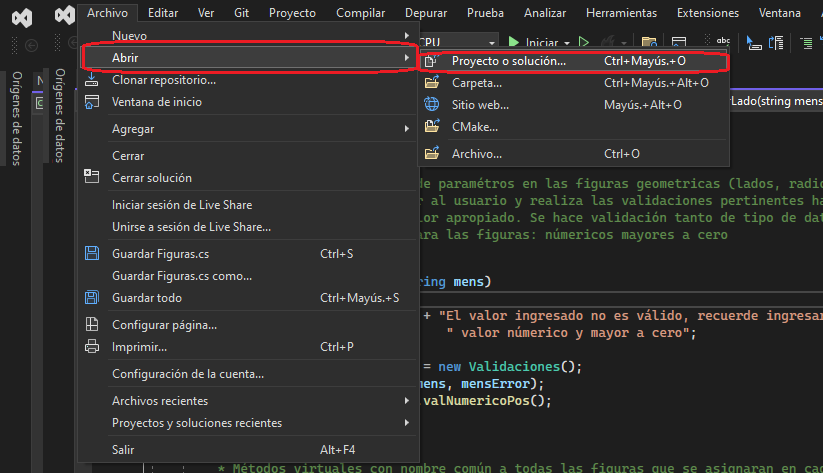 Archivo Editar Ver Git Proyecto Compilar Depurar Prueba Analizar Herramientas Extensiones Ventana
Nuevo
CPU Iniciar
Abrir
Proyecto o solución... Ctrl+Mayús.+O
Clonar repositorio...
Carpeta... Ctrl+Mayús.+Alt+O
Ventana de inicio
Sitio web... Mayús.+Alt+O
Lado(string mens
CMake...
Agregar
Archivo... Ctrl+O
Orígenes de datos
Orígenes de datos
Cerrar
Cerrar solución
de paramétros en las figuras geometricas (lados, radio
Iniciar sesión de Live Share
al usuario y realiza las validaciones pertinentes ha
Unirse a sesión de Live Share...
lor apropiado. Se hace validación tanto de tipo de dat
ara las figuras: númericos mayores a cero
Guardar Figuras.cs Ctrl+S
Guardar Figuras.cs como...
ring mens)
Guardar todo Ctrl+Mayús.+S
+ "El valor ingresado no es válido, recuerde ingresar
Configurar página...
" valor númerico y mayor a cero";
Imprimir... Ctrl+P
Configuración de la cuenta...
= new Validaciones();
mens, mensError);
Archivos recientes
.valNumericoPos();
Proyectos y soluciones recientes
Salir Alt+F4
* Métodos virtuales con nombre común a todas las figuras que se asignaran en ca